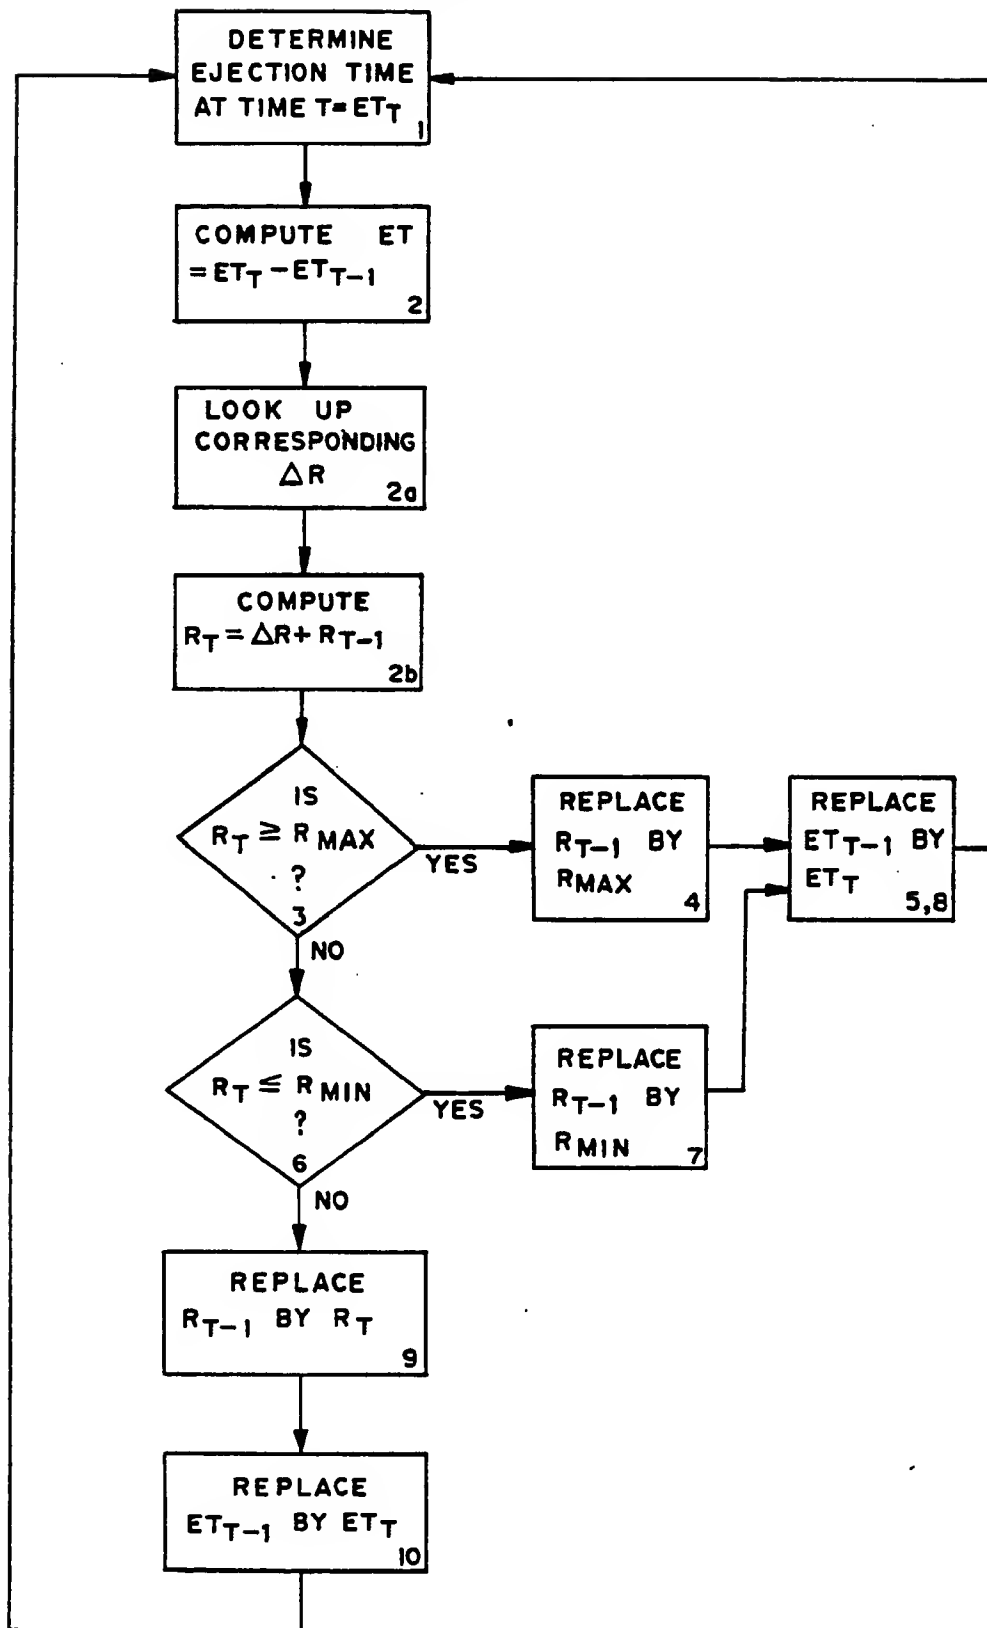 DETERMINE
EJECTION TIME
AT TIME T=ET_T
1
COMPUTE ET
=ET_T-ET_T-1
2
LOOK UP
CORRESPONDING
ΔR
2a
COMPUTE
R_T=ΔR+R_T-1
2b
IS
R_T ≧ R_MAX
?
3
YES
NO
REPLACE
R_T-1 BY
R_MAX
4
REPLACE
ET_T-1 BY
ET_T
5,8
IS
R_T ≦ R_MIN
?
6
YES
NO
REPLACE
R_T-1 BY
R_MIN
7
REPLACE
R_T-1 BY R_T
9
REPLACE
ET_T-1 BY ET_T
10